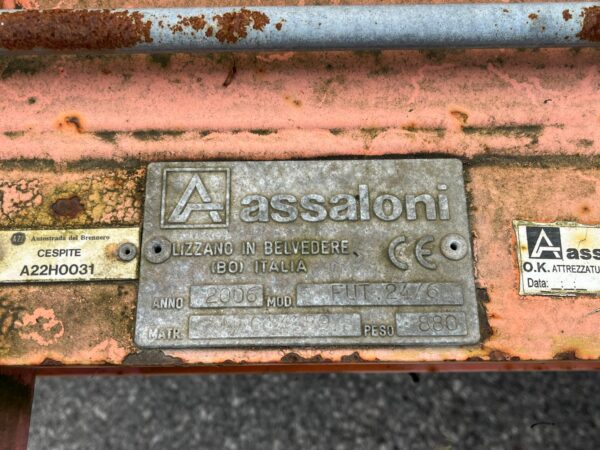 Autostrada del Brennero
CESPITE
A22H0031
A assaloni
LIZZANO IN BELVEDERE
(BO) ITALIA
CE
ANNO 2006 MOD
MATR. PESO 880
A ass
O.K. ATTREZZATU
Data: